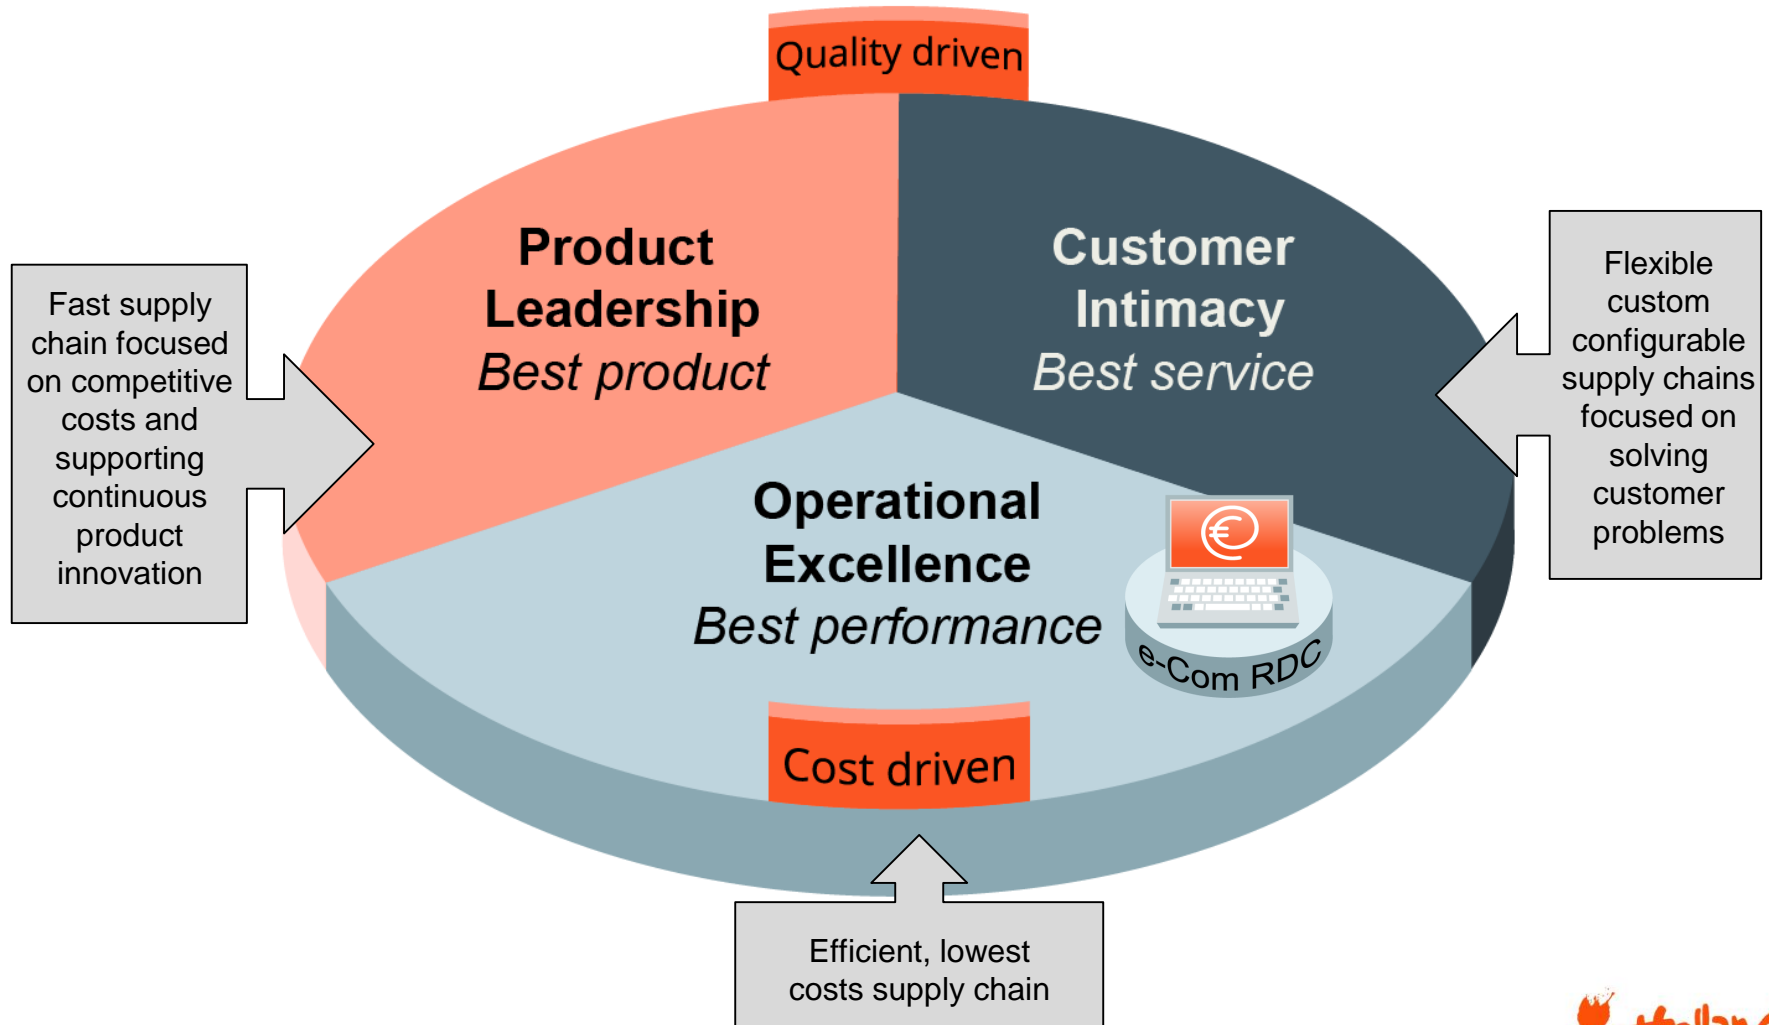 Quality driven
Product
Leadership
Best product
Customer
Intimacy
Best service
Fast supply
chain focused
on competitive
costs and
supporting
continuous
product
innovation
Flexible
custom
configurable
supply chains
focused on
solving
customer
problems
Operational
Excellence
Best performance
€
e-Com RDC
Cost driven
Efficient, lowest
costs supply chain